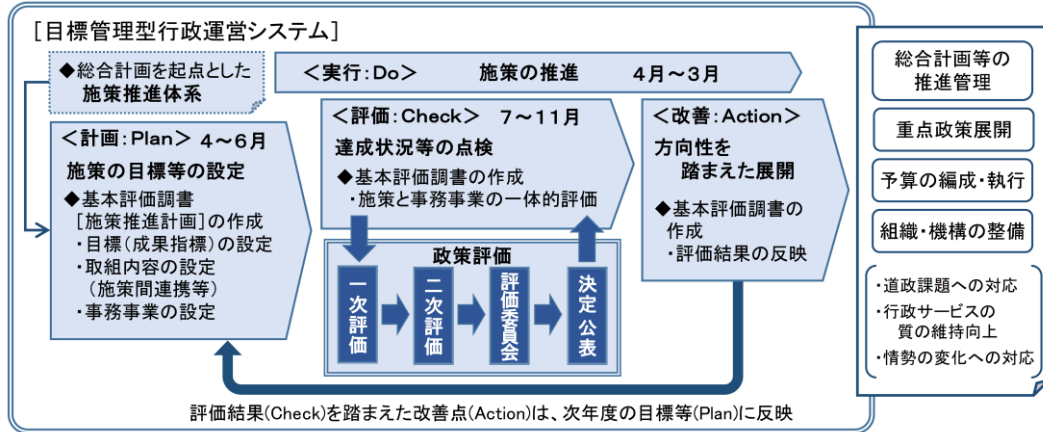 [目標管理型行政運営システム]
◆総合計画を起点とした
施策推進体系
＜実行：Do＞　施策の推進　4月～3月
＜計画：Plan＞ 4～6月
施策の目標等の設定
◆基本評価調書
[施策推進計画]の作成
・目標(成果指標)の設定
・取組内容の設定
(施策間連携等)
・事務事業の設定
＜評価：Check＞ 7～11月
達成状況等の点検
◆基本評価調書の作成
・施策と事務事業の一体的評価
政策評価
一次評価
二次評価
評価委員会
決定公表
＜改善：Action＞
方向性を
踏まえた展開
◆基本評価調書の
作成
・評価結果の反映
評価結果(Check)を踏まえた改善点(Action)は、次年度の目標等(Plan)に反映
総合計画等の
推進管理
重点政策展開
予算の編成・執行
組織・機構の整備
・道政課題への対応
・行政サービスの
質の維持向上
・情勢の変化への対応